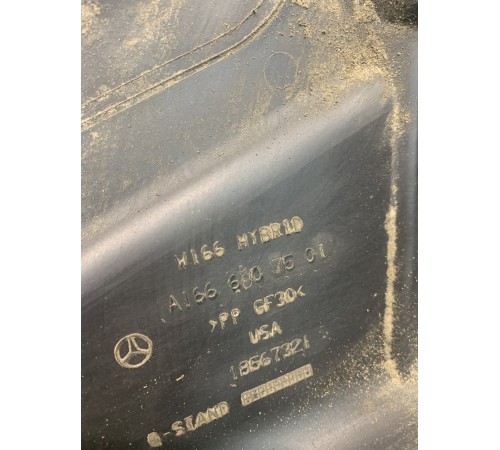 W166 HYBRID
A166 680 75 01
>PP GF30<
USA
18667321
Q-STAND